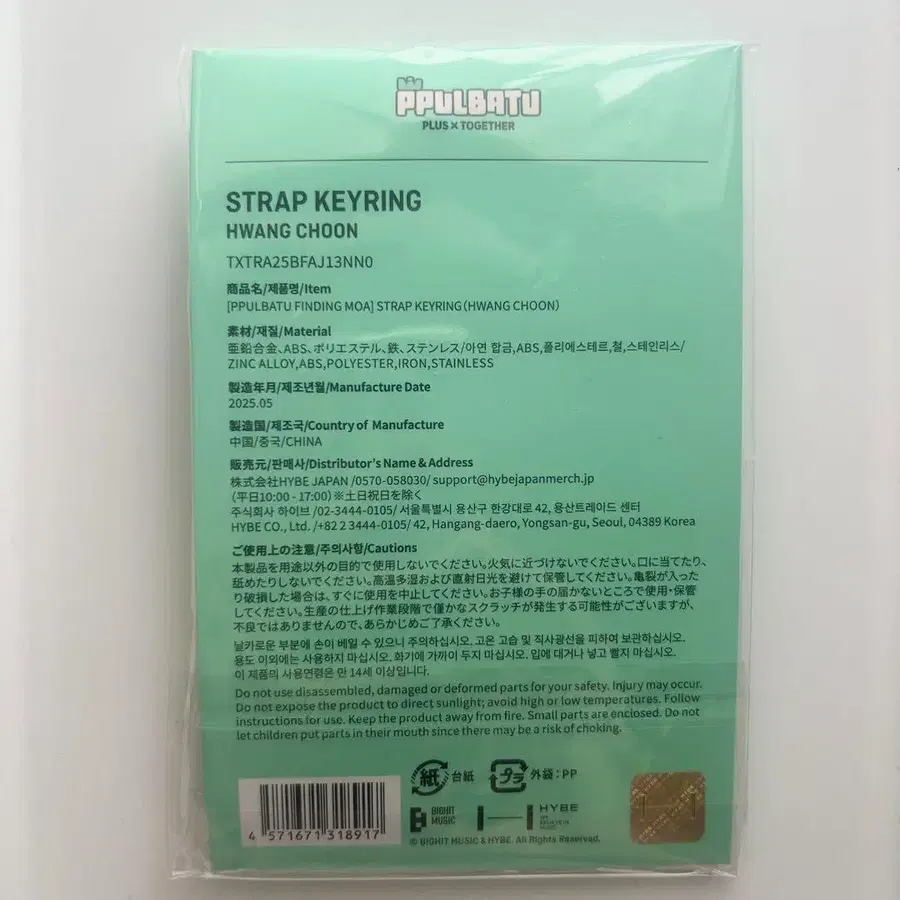 PPULBATU
PLUS × TOGETHER
STRAP KEYRING
HWANG CHOON
TXTRA25BFAJ13NN0
商品名/제품명/Item
[PPULBATU FINDING MOA] STRAP KEYRING(HWANG CHOON)
素材/재질/Material
亜鉛合金、ABS、ポリエステル、鉄、ステンレス/아연 합금,ABS,폴리에스테르,철,스테인리스/
ZINC ALLOY,ABS,POLYESTER,IRON,STAINLESS
製造年月/제조년월/Manufacture Date
2025.05
製造国/제조국/Country of Manufacture
中国/중국/CHINA
販売元/판매사/Distributor's Name & Address
株式会社HYBE JAPAN /0570-058030/ support@hybejapanmerch.jp
(平日10:00 - 17:00)※土日祝日を除く
주식회사 하이브 /02-3444-0105/ 서울특별시 용산구 한강대로 42, 용산트레이드 센터
HYBE CO., Ltd. /+82 2 3444-0105/ 42, Hangang-daero, Yongsan-gu, Seoul, 04389 Korea
ご使用上の注意/주의사항/Cautions
本製品を用途以外の目的で使用しないでください。火気に近づけないでください。口に当てたり、
舐めたりしないでください。高温多湿および直射日光を避けて保管してください。亀裂が入った
り破損した場合は、すぐに使用を中止してください。お子様の手の届かないところで使用・保管
してください。生産の仕上げ作業段階で僅かなスクラッチが発生する可能性がございますが、
不良ではありませんので、あらかじめご了承ください。
날카로운 부분에 손이 베일 수 있으니 주의하십시오. 고온 고습 및 직사광선을 피하여 보관하십시오.
용도 이외에는 사용하지 마십시오. 화기에 가까이 두지 마십시오. 입에 대거나 넣고 빨지 마십시오.
이 제품의 사용연령은 만 14세 이상입니다.
Do not use disassembled, damaged or deformed parts for your safety. Injury may occur.
Do not expose the product to direct sunlight; avoid high or low temperatures. Follow
instructions for use. Keep the product away from fire. Small parts are enclosed. Do not
let children put parts in their mouth since there may be a risk of choking.
紙 台紙 プラ 外袋:PP
4 571671 318917
BIGHIT MUSIC HYBE
© BIGHIT MUSIC & HYBE. All Rights Reserved.